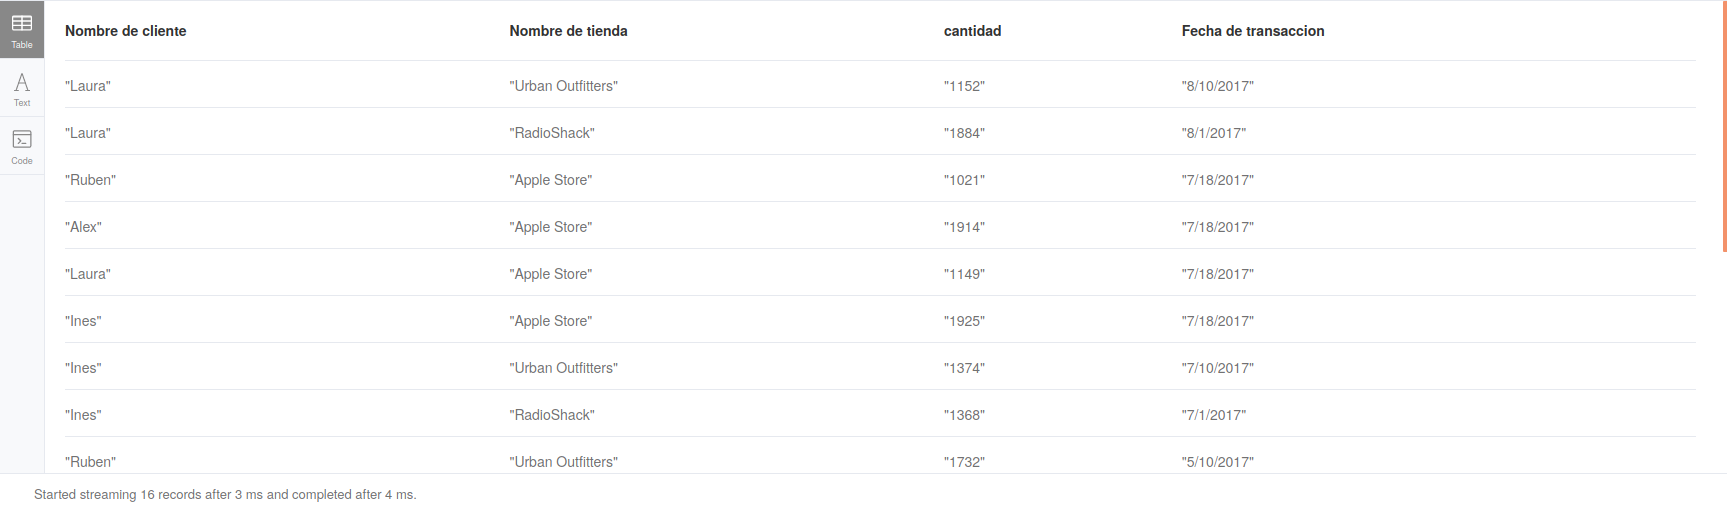 Table
Text
Code
Nombre de cliente Nombre de tienda cantidad Fecha de transaccion
"Laura" "Urban Outfitters" "1152" "8/10/2017"
"Laura" "RadioShack" "1884" "8/1/2017"
"Ruben" "Apple Store" "1021" "7/18/2017"
"Alex" "Apple Store" "1914" "7/18/2017"
"Laura" "Apple Store" "1149" "7/18/2017"
"Ines" "Apple Store" "1925" "7/18/2017"
"Ines" "Urban Outfitters" "1374" "7/10/2017"
"Ines" "RadioShack" "1368" "7/1/2017"
"Ruben" "Urban Outfitters" "1732" "5/10/2017"
Started streaming 16 records after 3 ms and completed after 4 ms.